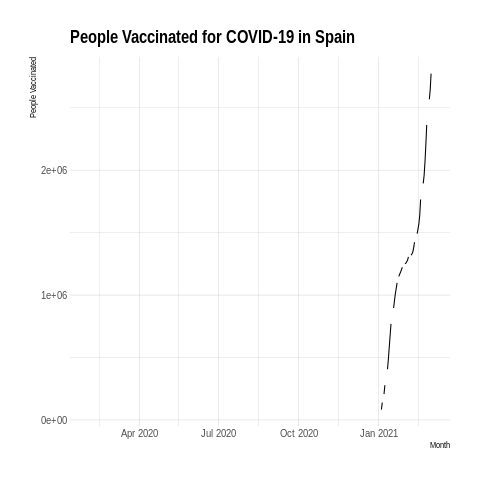 People Vaccinated for COVID-19 in Spain
People Vaccinated
2e+06
1e+06
0e+00
Apr 2020
Jul 2020
Oct 2020
Jan 2021
Month